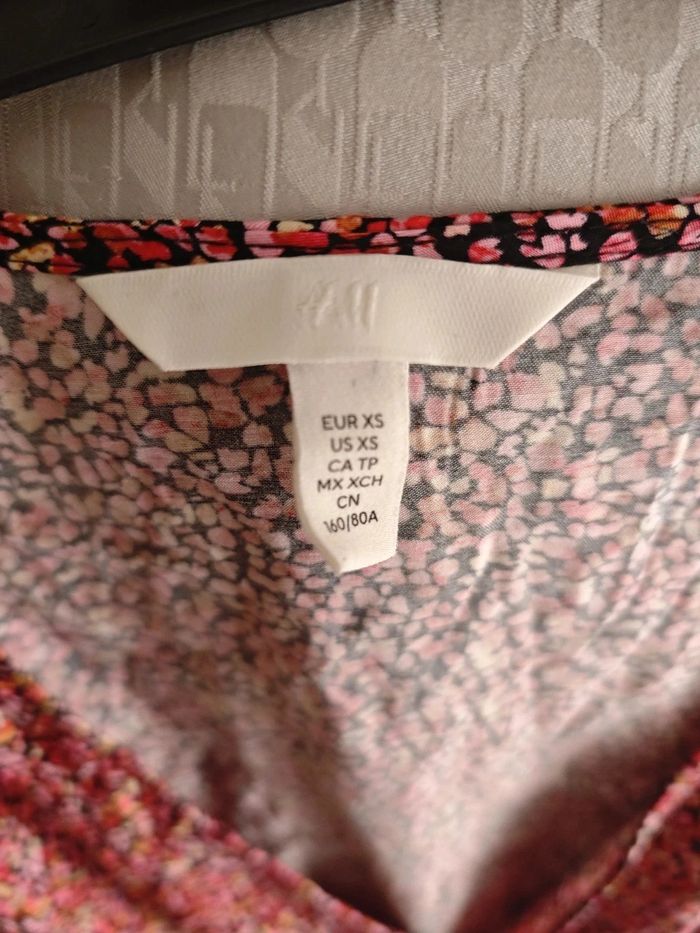 H&M
EUR XS
US XS
CA TP
MX XCH
CN
160/80A